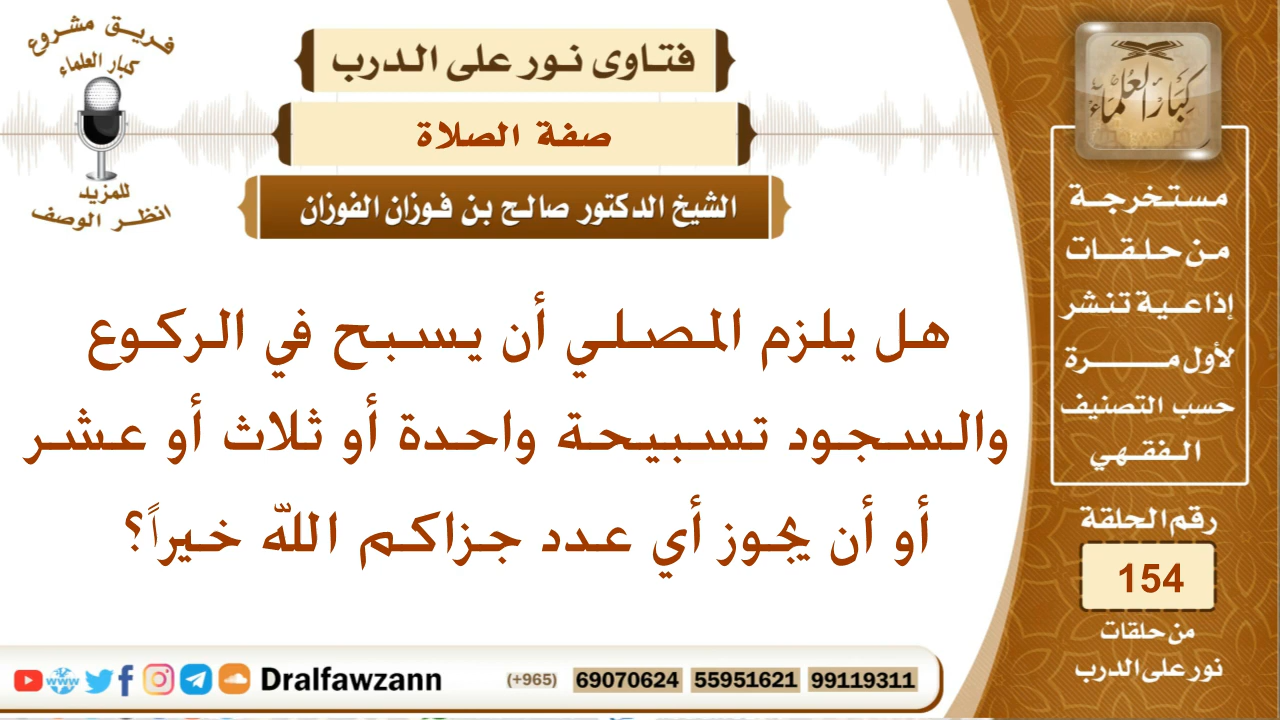 فريق مشروع
كبار العلماء
للمزيد
انظر الوصف
فتاوى نور على الدرب
صفة الصلاة
الشيخ الدكتور صالح بن فوزان الفوزان
هل يلزم المصلي أن يسبح في الركوع
والسجود تسبيحة واحدة أو ثلاث أو عشر
أو أن يجوز أي عدد جزاكم الله خيراً؟
كبار العلماء
مستخرجة
من حلقات
إذاعية تنشر
لأول مرة
حسب التصنيف
الفقهي
رقم الحلقة
154
من حلقات
نور على الدرب
www
Dralfawzann (+965) 69070624 55951621 99119311